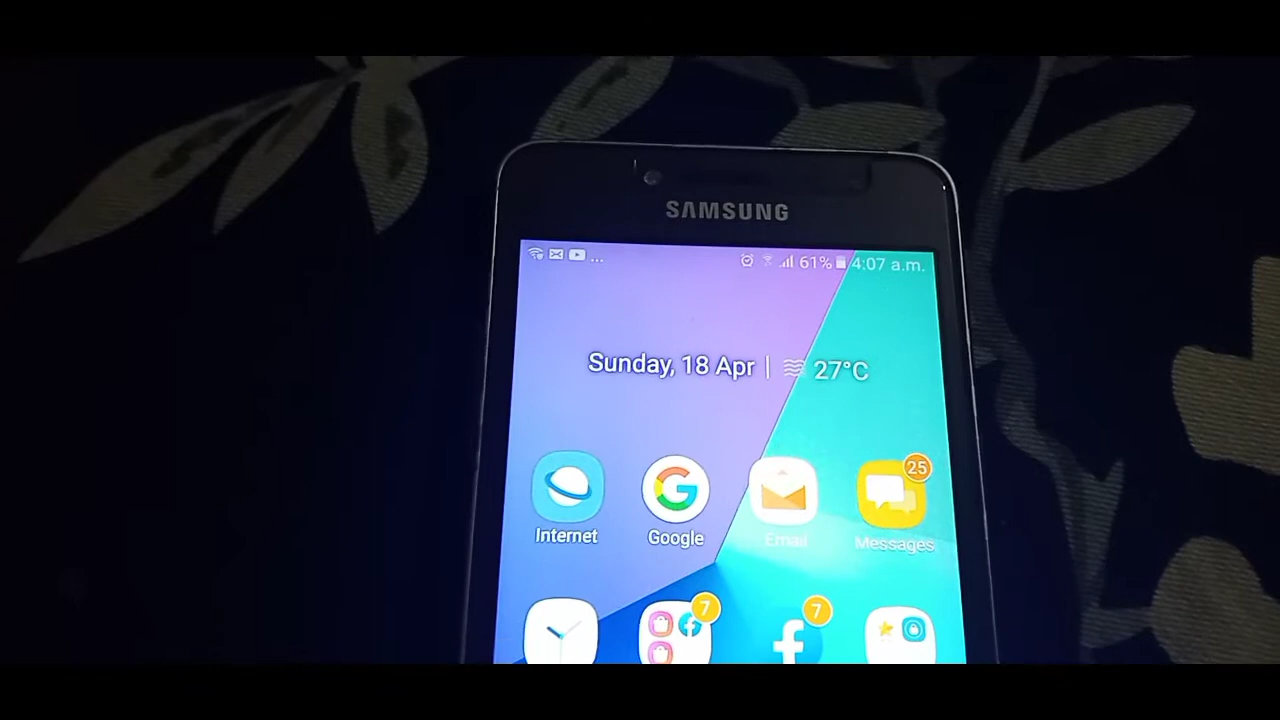 SAMSUNG
... 61% 4:07 a.m.
Sunday, 18 Apr | 27°C
25
Internet Google Email Messages
7 7